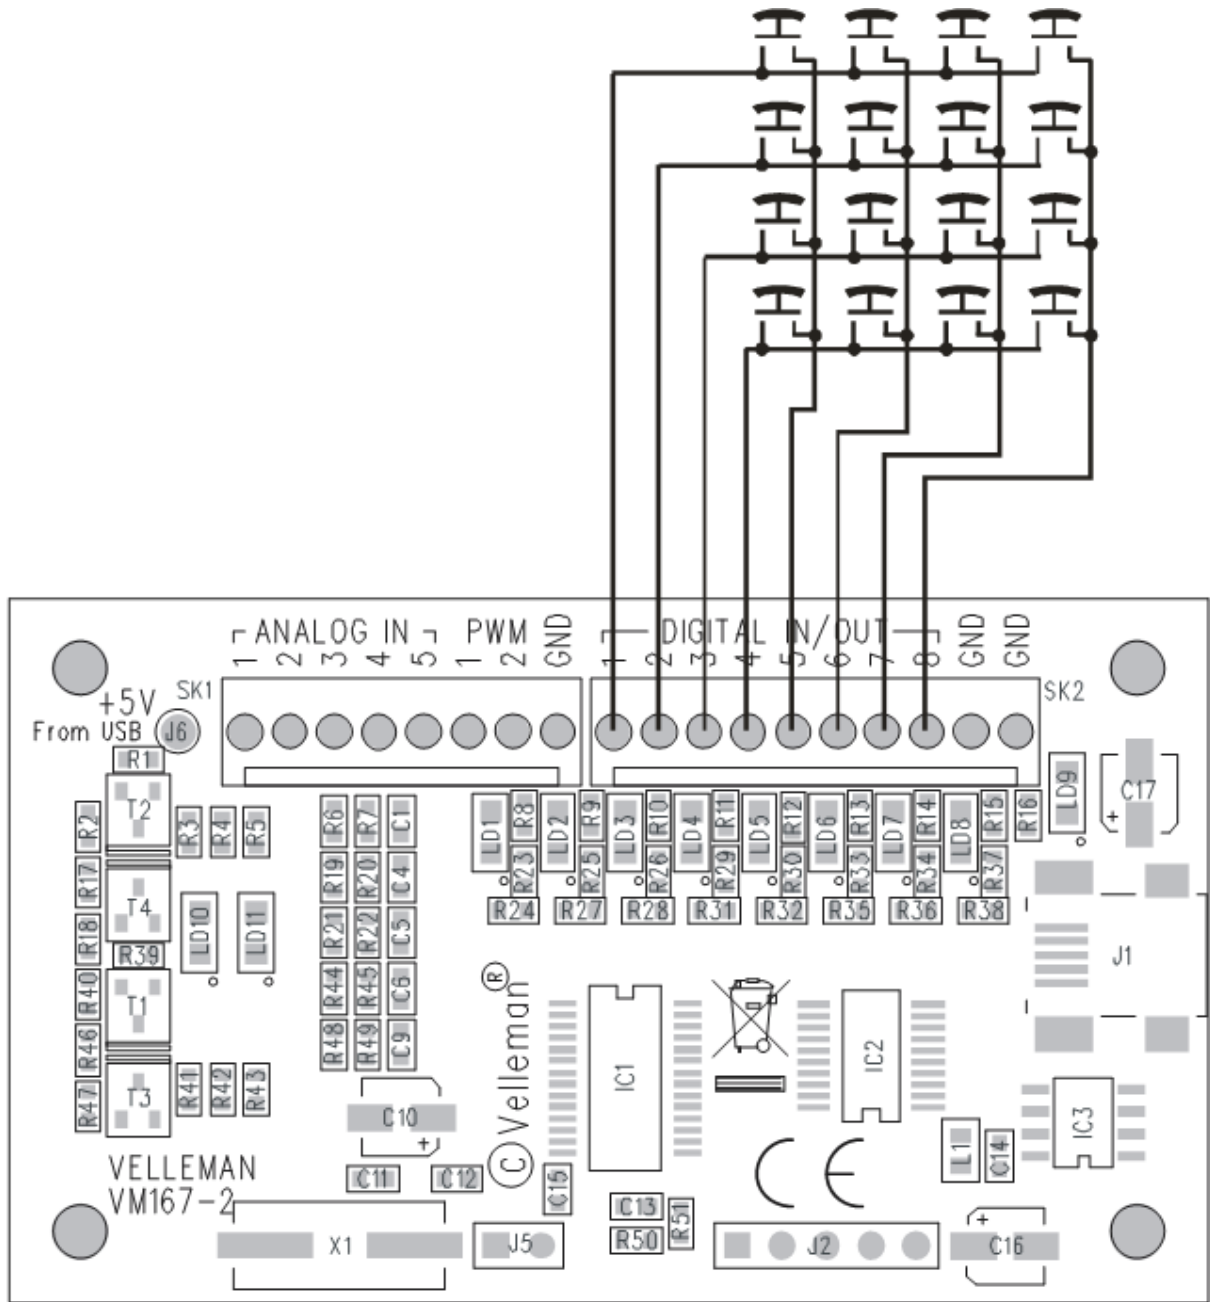 ANALOG IN PWM GND DIGITAL IN/OUT GND GND
1 2 3 4 5 1 2 1 2 3 4 5 6 7 8
SK1 SK2
+5V
From USB J6
R1
T2
R2 R3 R4 R5 R6 R7 C1
LD1 R8 LD2 R9 LD3 R10 LD4 R11 LD5 R12 LD6 R13 LD7 R14 LD8 R15 R16 LD9 C17 +
R17 R19 R20 C4 R23 R25 R26 R29 R30 R33 R34 R37
T4
R18 LD10 LD11 R21 R22 C5 R24 R27 R28 R31 R32 R35 R36 R38
R39 J1
R40 T1 R44 R45 C6
R46 R48 R49 C9
© Velleman®
IC1 IC2
R47 T3 R41 R42 R43
C10 +
IC3
L1 C14
VELLEMAN
VM167-2
C11 C12 C15 CE
C13 R51
X1 J5 R50 J2 + C16